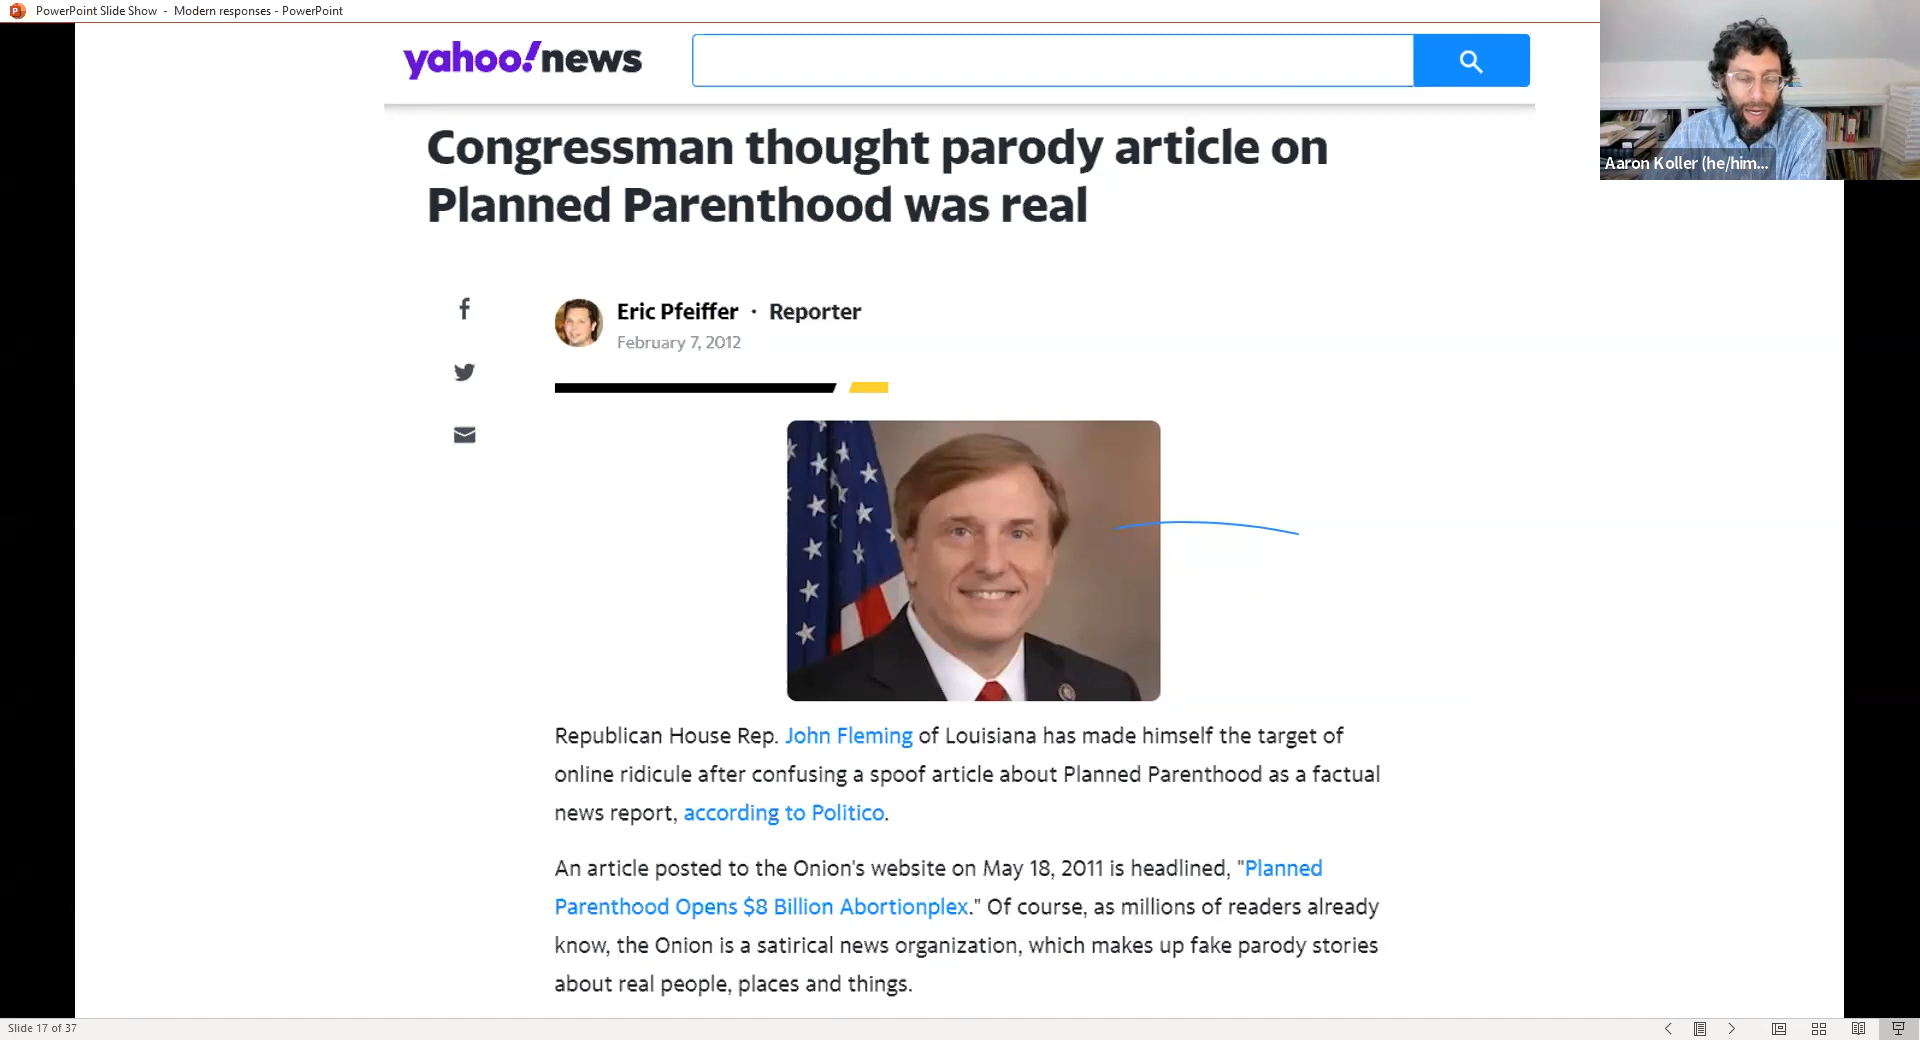 PowerPoint Slide Show - Modern responses - PowerPoint
yahoo!news
Congressman thought parody article on
Planned Parenthood was real
Eric Pfeiffer · Reporter
February 7, 2012
Republican House Rep. John Fleming of Louisiana has made himself the target of
online ridicule after confusing a spoof article about Planned Parenthood as a factual
news report, according to Politico.
An article posted to the Onion's website on May 18, 2011 is headlined, "Planned
Parenthood Opens $8 Billion Abortionplex." Of course, as millions of readers already
know, the Onion is a satirical news organization, which makes up fake parody stories
about real people, places and things.
Aaron Koller (he/him...
Slide 17 of 37